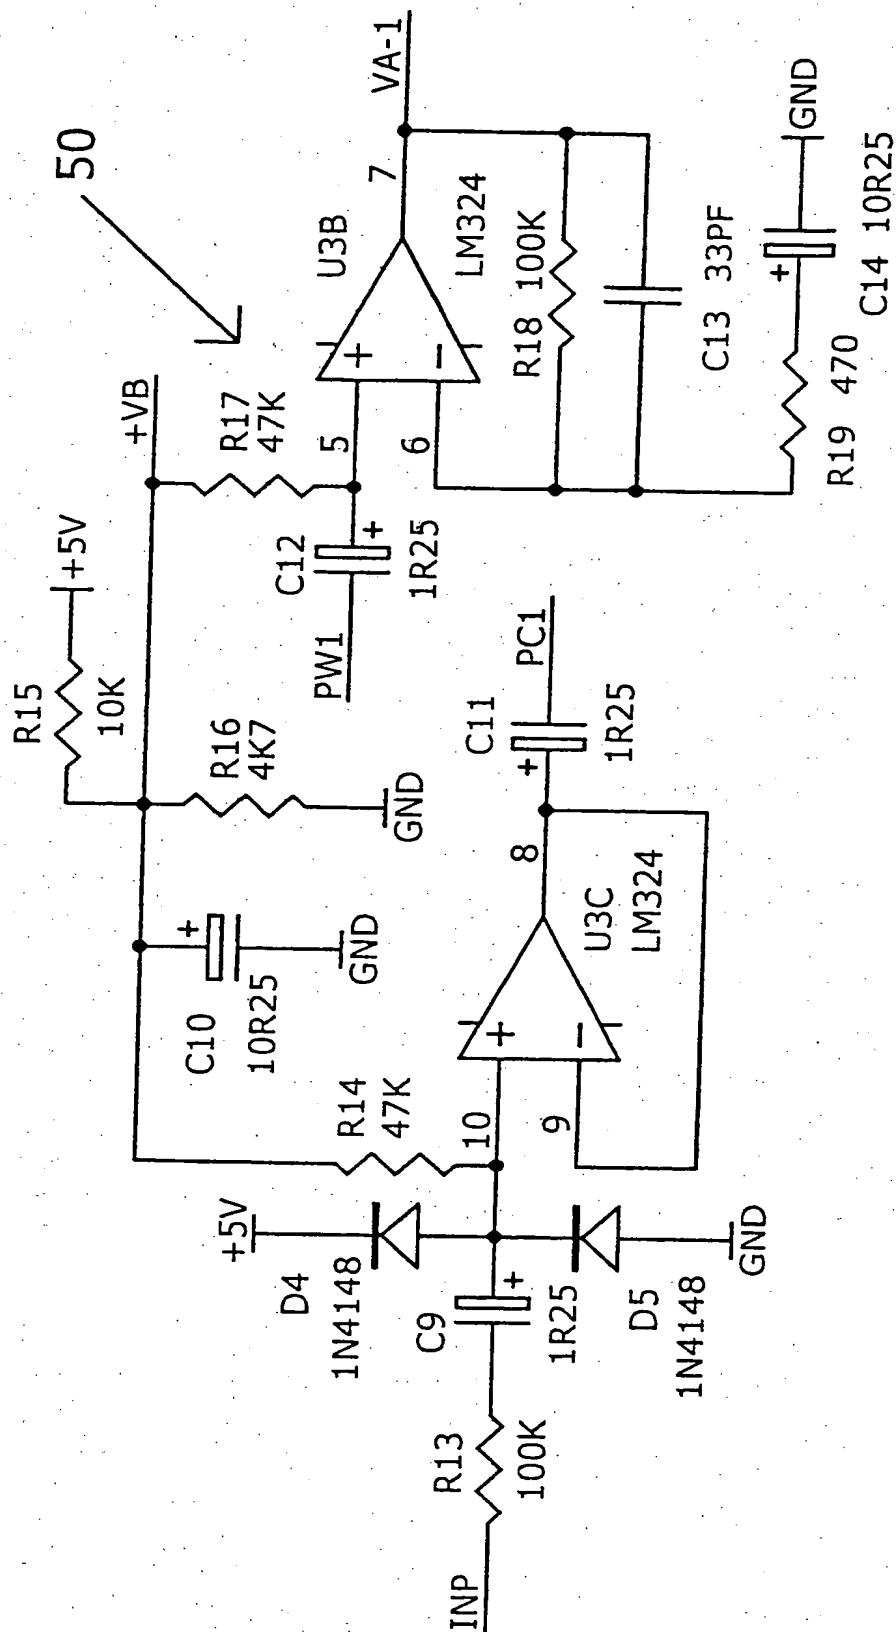 50
R15
10K
+5V
+VB
R17
47K
C12
PW1
1R25
5
6
U3B
7
VA-1
LM324
R18 100K
C13 33PF
R19 470
C14 10R25
GND
R16
4K7
GND
C10
10R25
GND
R14
47K
+5V
D4
1N4148
INP
R13
100K
C9
1R25
D5
1N4148
GND
10
9
8
U3C
LM324
C11
1R25
PC1